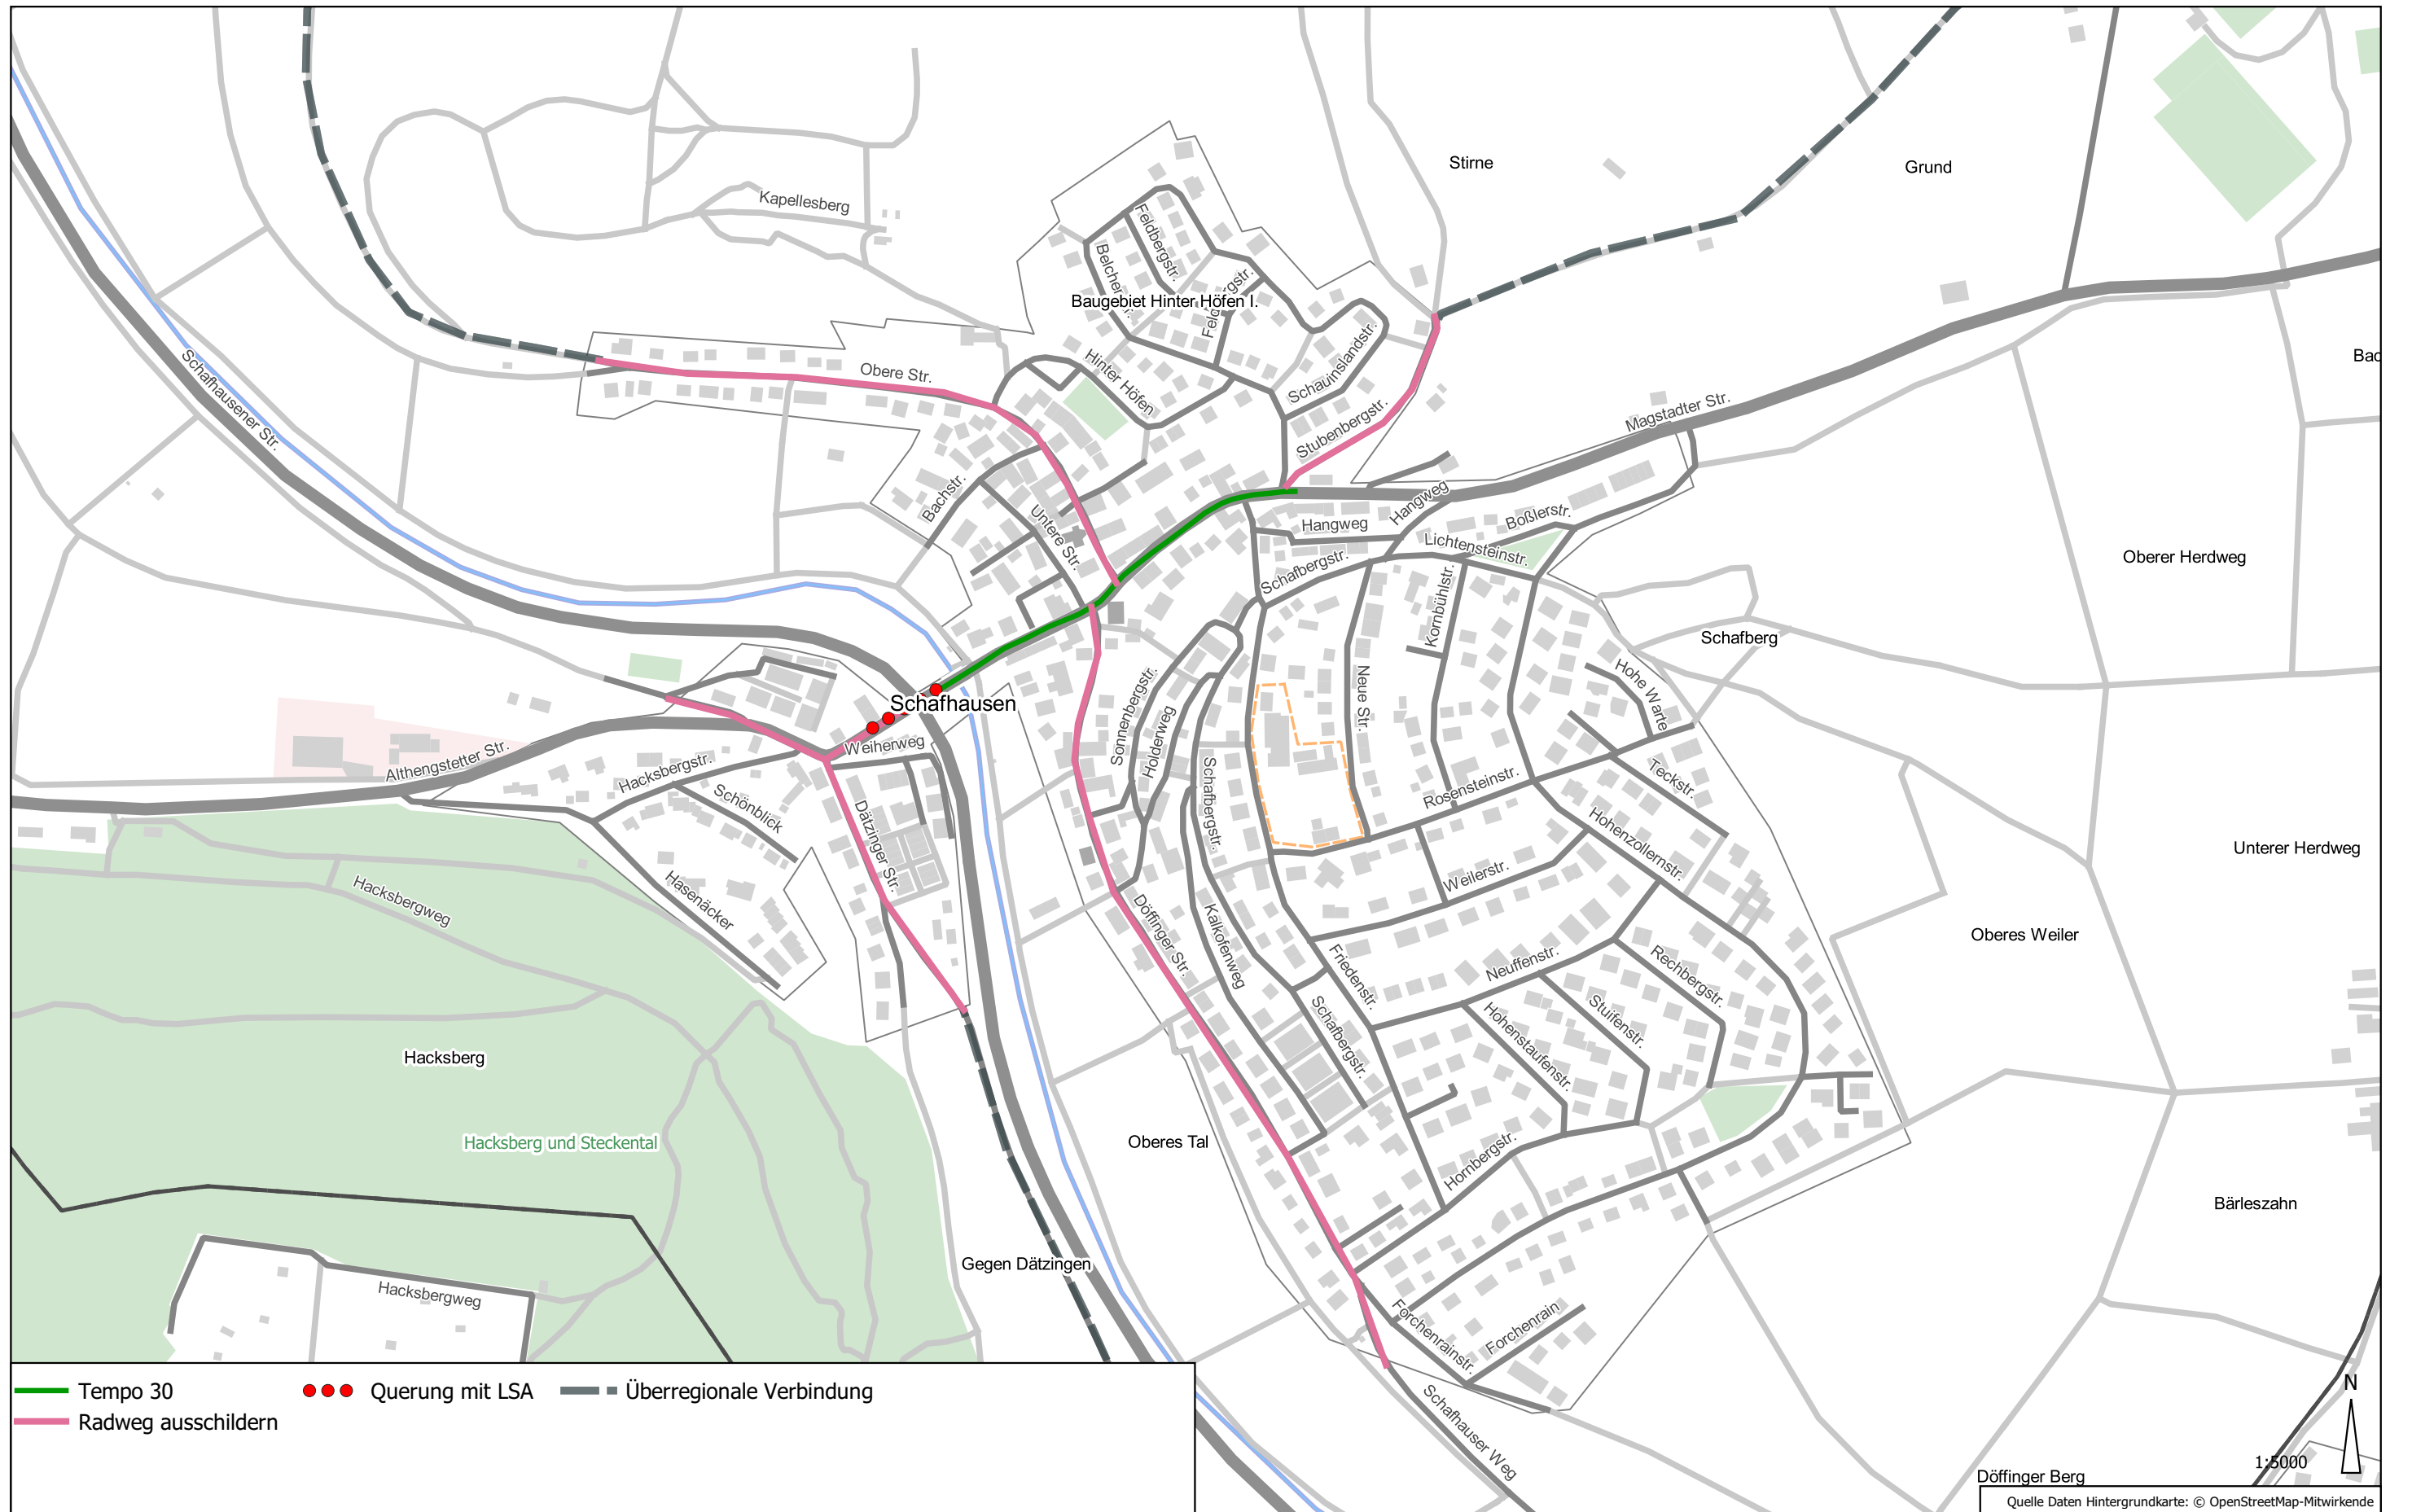 Stirne
Grund
Kapellesberg
Feldbergstr.
Baugebiet Hinter Höfen I.
Schafhausener Str.
Obere Str.
Hinter Höfen
Schauinslandstr.
Bad
Magstadter Str.
Stubenbergstr.
Bachstr.
Untere Str.
Hangweg
Hangweg
Boßlerstr.
Lichtensteinstr.
Schafbergstr.
Kornbühlstr.
Oberer Herdweg
Schafberg
Schafhausen
Sonnenbergstr.
Holderweg
Neue Str.
Hohe Warte
Althengstetter Str.
Weiherweg
Hacksbergstr.
Schönblick
Schafbergstr.
Rosensteinstr.
Teckstr.
Dätzinger Str.
Hohenzollernstr.
Unterer Herdweg
Hacksbergweg
Hasenäcker
Weilerstr.
Döffinger Str.
Kalkofenweg
Friedenstr.
Neuffenstr.
Rechbergstr.
Oberes Weiler
Schafbergstr.
Hohenstaufenstr.
Stuifenstr.
Hacksberg
Hacksberg und Steckental
Oberes Tal
Hornbergstr.
Bärleszahn
Gegen Dätzingen
Hacksbergweg
Forchenrainstr.
Forchenrain
Schafhauser Weg
Döffinger Berg
N
1:5000
Tempo 30
Querung mit LSA
Überregionale Verbindung
Radweg ausschildern
Quelle Daten Hintergrundkarte: © OpenStreetMap-Mitwirkende